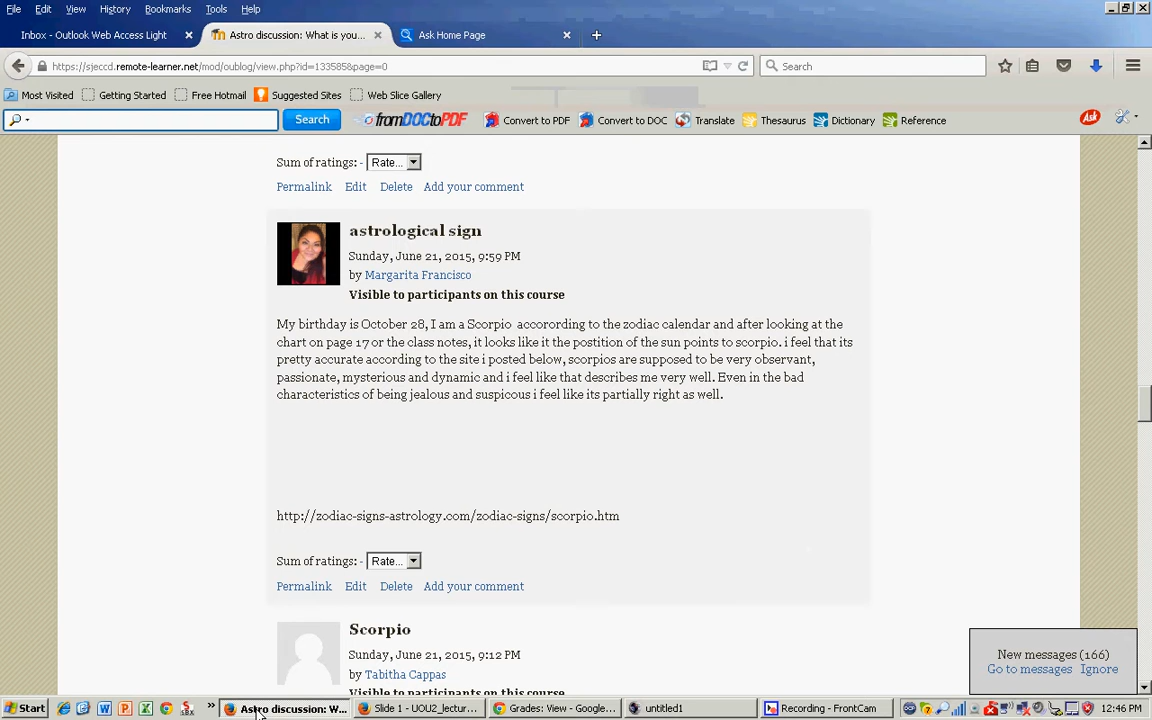 File Edit View History Bookmarks Tools Help
Inbox - Outlook Web Access Light × Astro discussion: What is you... × Ask Home Page × +
https://sjeccd.remote-learner.net/mod/oublog/view.php?id=133585&page=0 Search
Most Visited Getting Started Free Hotmail Suggested Sites Web Slice Gallery
Search fromDOCtoPDF Convert to PDF Convert to DOC Translate Thesaurus Dictionary Reference Ask
Sum of ratings: - Rate...
Permalink Edit Delete Add your comment
astrological sign
Sunday, June 21, 2015, 9:59 PM
by Margarita Francisco
Visible to participants on this course
My birthday is October 28, I am a Scorpio accorording to the zodiac calendar and after looking at the
chart on page 17 or the class notes, it looks like it the postition of the sun points to scorpio. i feel that its
pretty accurate according to the site i posted below, scorpios are supposed to be very observant,
passionate, mysterious and dynamic and i feel like that describes me very well. Even in the bad
characteristics of being jealous and suspicous i feel like its partially right as well.
http://zodiac-signs-astrology.com/zodiac-signs/scorpio.htm
Sum of ratings: - Rate...
Permalink Edit Delete Add your comment
Scorpio
Sunday, June 21, 2015, 9:12 PM
by Tabitha Cappas
Visible to participants on this course
New messages (166)
Go to messages Ignore
Start Astro discussion: W... Slide 1 - UOU2_lectur... Grades: View - Google... untitled1 Recording - FrontCam 12:46 PM